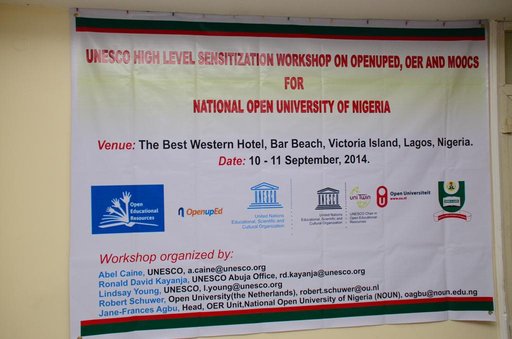 UNESCO HIGH LEVEL SENSITIZATION WORKSHOP ON OPENUPED, OER AND MOOCS
FOR
NATIONAL OPEN UNIVERSITY OF NIGERIA
Venue: The Best Western Hotel, Bar Beach, Victoria Island, Lagos, Nigeria.
Date: 10 - 11 September, 2014.
Open
Educational
Resources
OpenupEd
United Nations
Educational, Scientific and
Cultural Organization
United Nations
Educational, Scientific and
Cultural Organization
uni Twin
UNESCO Chair in
Open Educational
Resources
Open Universiteit
www.ou.nl
Workshop organized by:
Abel Caine, UNESCO, a.caine@unesco.org
Ronald David Kayanja, UNESCO Abuja Office, rd.kayanja@unesco.org
Lindsay Young, UNESCO, l.young@unesco.org
Robert Schuwer, Open University(the Netherlands), robert.schuwer@ou.nl
Jane-Frances Agbu, Head, OER Unit,National Open University of Nigeria (NOUN), oagbu@noun.edu.ng